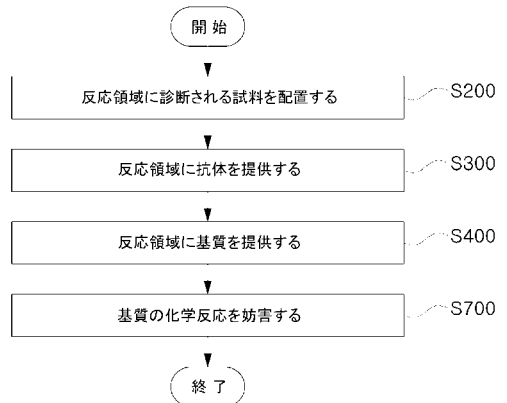 開始
反応領域に診断される試料を配置する
S200
反応領域に抗体を提供する
S300
反応領域に基質を提供する
S400
基質の化学反応を妨害する
S700
終了